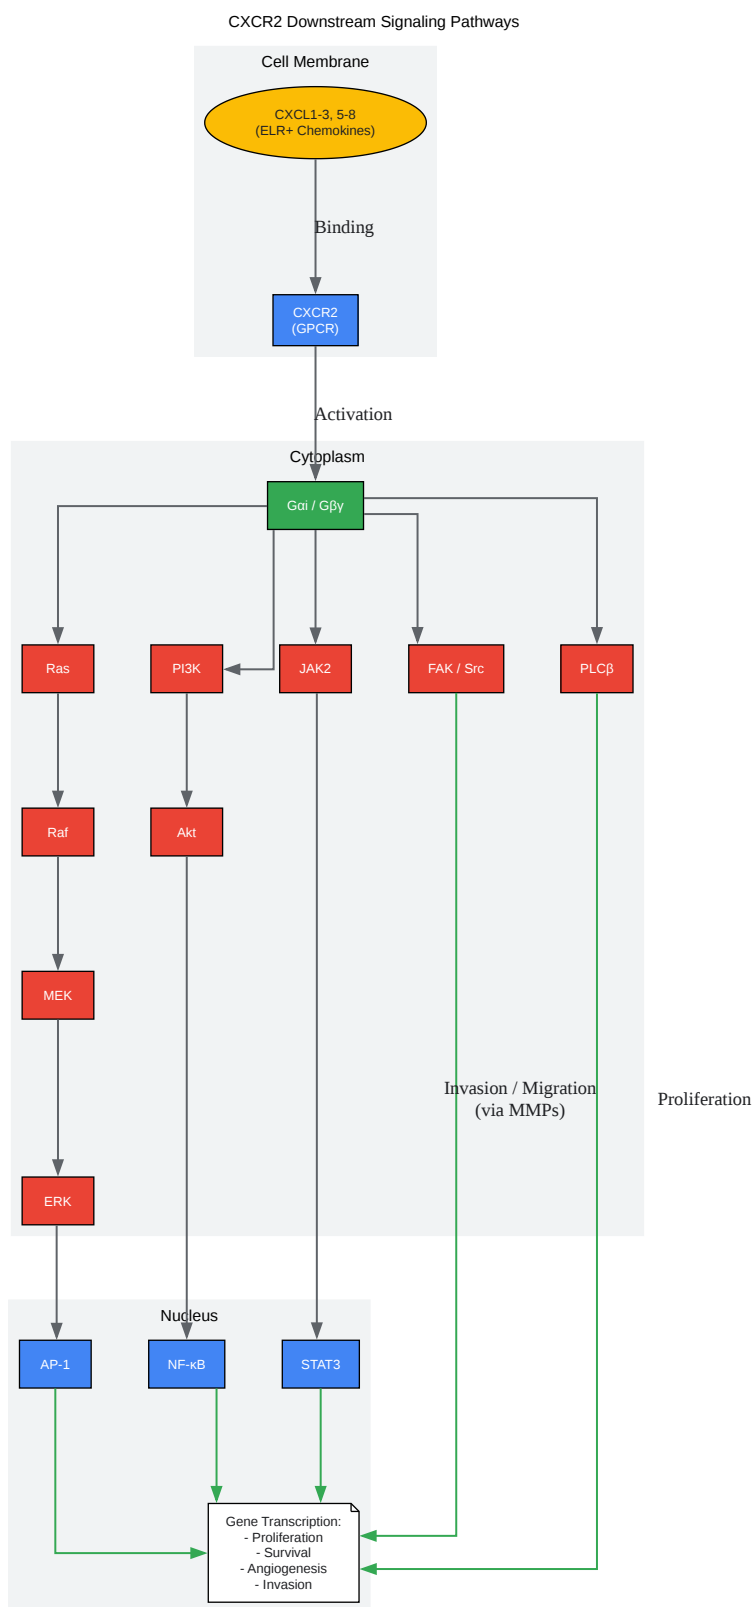 CXCR2 Downstream Signaling Pathways
Cell Membrane
CXCL1-3, 5-8
(ELR+ Chemokines)
Binding
CXCR2
(GPCR)
Activation
Cytoplasm
Gαi / Gβγ
Ras
PI3K
JAK2
FAK / Src
PLCβ
Raf
Akt
MEK
Invasion / Migration
(via MMPs)
Proliferation
ERK
Nucleus
AP-1
NF-κB
STAT3
Gene Transcription:
- Proliferation
- Survival
- Angiogenesis
- Invasion